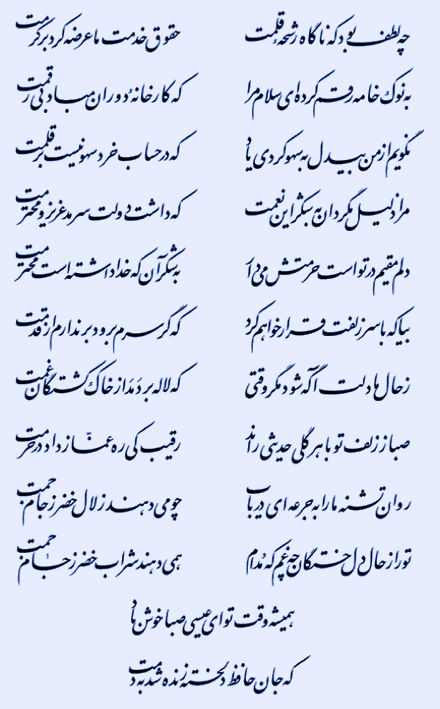 چه لطف بود که ناگاه رشحهٔ قلمت حقوق خدمت ما عرضه کرد بر کرمت
به نوک خامه رقم کرده‌ای سلام مرا که کارخانهٔ دوران مباد بی رقمت
نگویم از من بیدل به سهو کردی یاد که در حساب خرد سهو نیست بر قلمت
مرا ذلیل مگردان به شکر این نعمت که داشت دولت سرمد عزیز و محترمت
دلم مقیم در تو است حرمتش می‌دار به شکر آن که خدا داشته است محترمت
بیا که با سر زلفت قرار خواهم کرد که گر سرم برود برندارم از قدمت
ز حال ما دلت آگه شود مگر وقتی که لاله بردمد از خاک کشتگان غمت
صبا ز زلف تو با هر گلی حدیثی راند رقیب کی ره غمّاز داد در حرمت
روان تشنه ما را به جرعه‌ای دریاب چو می‌دهند زلال خضر ز جام جمت
تو را ز حال دل خستگان چه غم که مدام همی دهند شراب خضر ز جام جمت
همیشه وقت تو ای عیسی صبا خوش باد
که جان حافظ دلخسته زنده شد به دمت